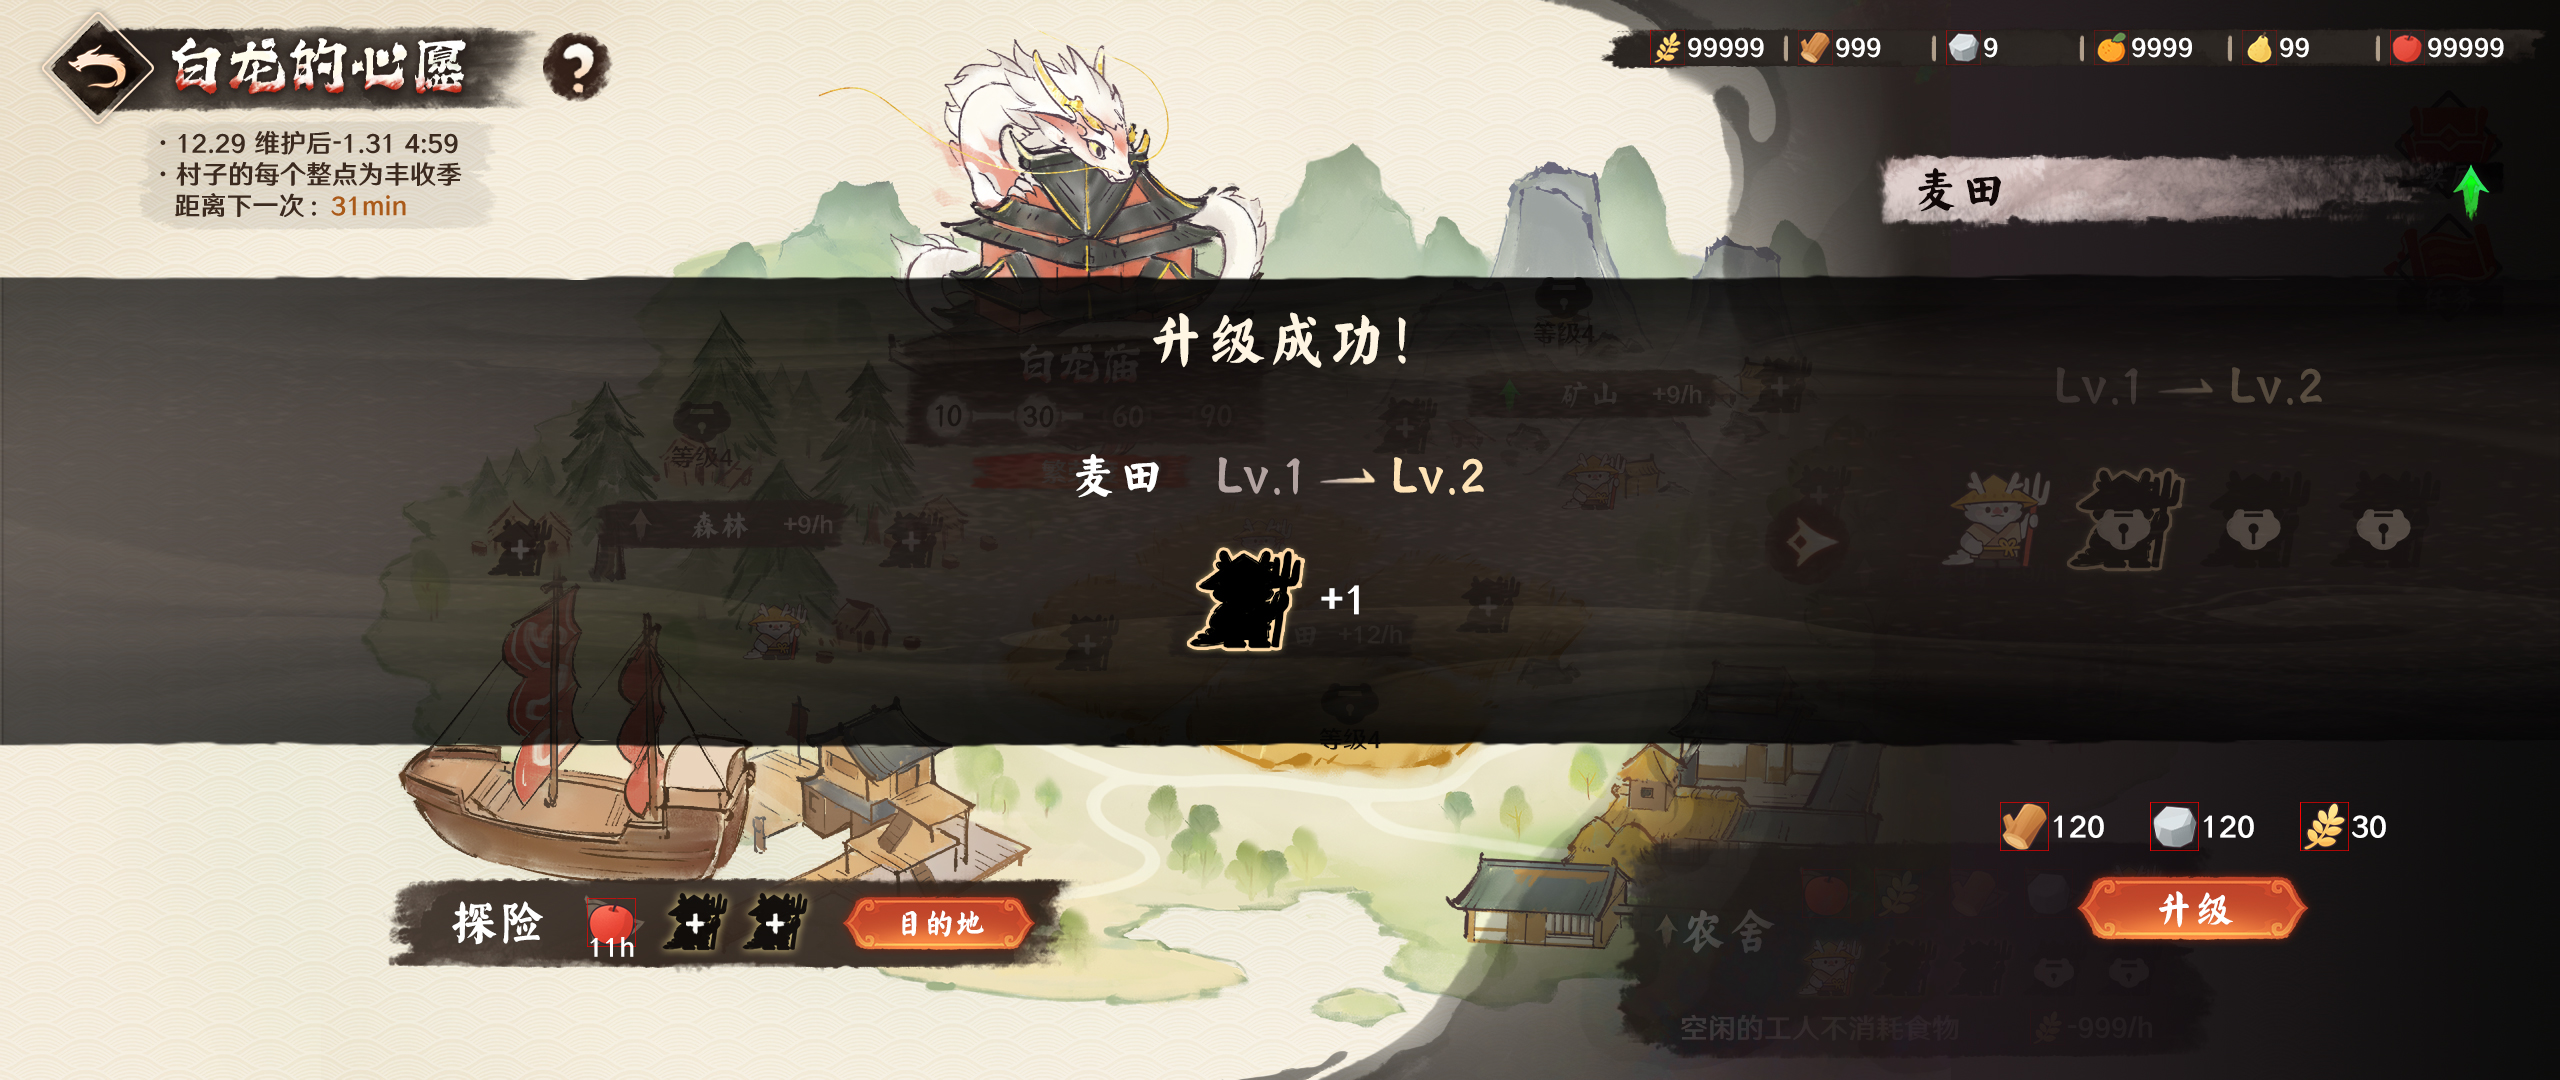 白龙的心愿
?
· 12.29 维护后-1.31 4:59
· 村子的每个整点为丰收季
距离下一次：31min
99999 | 999 | 9 | 9999 | 99 | 99999
麦田
升级成功！
等级4
白龙庙
10 30 60 90
矿山 +9/h
Lv.1 Lv.2
等级4
麦田 Lv.1 Lv.2
森林 +9/h
+1
田 +12/h
等级4
120 120 30
升级
探险 11h 目的地
农舍
空闲的工人不消耗食物 -999/h